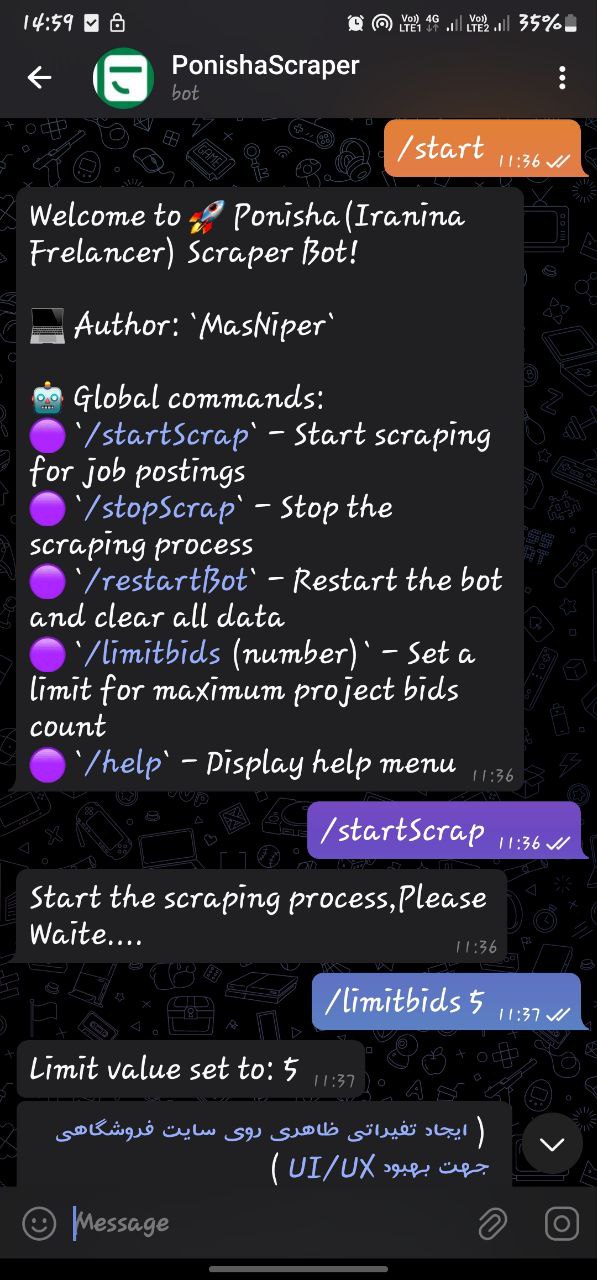 14:59
Vo)) 4G Vo))
LTE1 LTE2 35%
PonishaScraper
bot
/start 11:36
Welcome to 🚀 Ponisha(Iranina
Frelancer) Scraper Bot!
💻 Author: `MasNiper`
🤖 Global commands:
🟣 `/startScrap` - Start scraping
for job postings
🟣 `/stopScrap` - Stop the
scraping process
🟣 `/restartBot` - Restart the bot
and clear all data
🟣 `/limitbids (number)` - Set a
limit for maximum project bids
count
🟣 `/help` - Display help menu 11:36
/startScrap 11:36
Start the scraping process,Please
Waite.... 11:36
/limitbids 5 11:37
Limit value set to: 5 11:37
( ایجاد تغیراتی ظاهری روی سایت فروشگاهی
جهت بهبود UI/UX )
Message